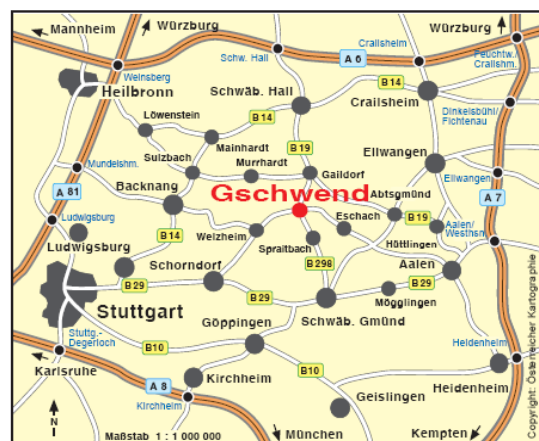 Mannheim
Würzburg
Würzburg
Crailsheim
Feuchtw./
Crailshm.
Schw. Hall
A 6
Weinsberg
Heilbronn
Schwäb. Hall
B 14
Crailsheim
Löwenstein
B 14
Dinkelsbühl/
Fichtenau
Mainhardt
B 19
Sulzbach
Murrhardt
Ellwangen
Mundelshm.
Gaildorf
Ellwangen
A 81
Backnang
Gschwend
Abtsgmünd
A 7
Ludwigsburg
Eschach
B 19
Aalen/
Westhsn.
Ludwigsburg
B 14
Welzheim
Spraitbach
Hüttlingen
Schorndorf
B 298
Aalen
B 29
B 29
B 29
Mögglingen
Stuttgart
Schwäb. Gmünd
Göppingen
Stuttg.-
Degerloch
B 10
Heidenheim
Karlsruhe
B 10
A 8
Kirchheim
Heidenheim
Kirchheim
Geislingen
N
Maßstab 1 : 1 000 000
München
Kempten
Copyright: Österreicher Kartographie